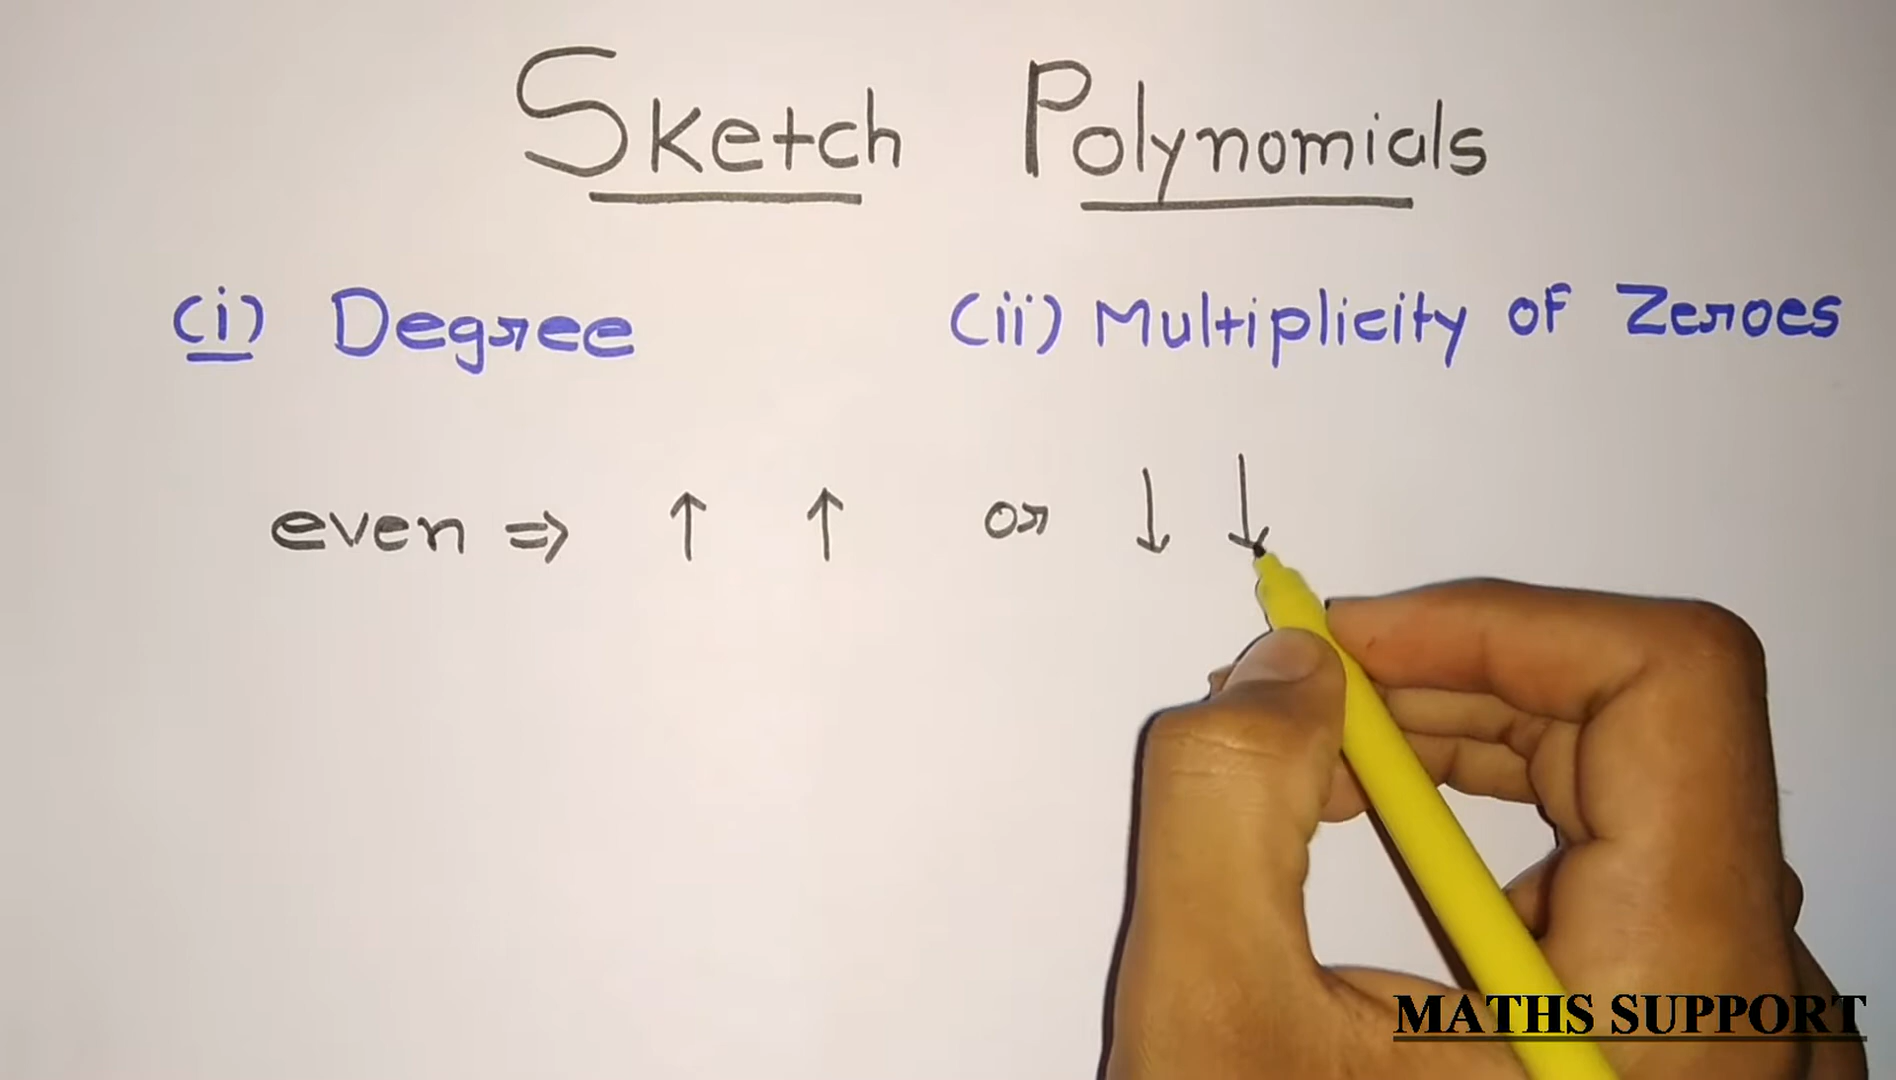 Sketch Polynomials
(i) Degree (ii) Multiplicity of Zeroes
even ⇒ ↑ ↑ or ↓ ↓
MATHS SUPPORT